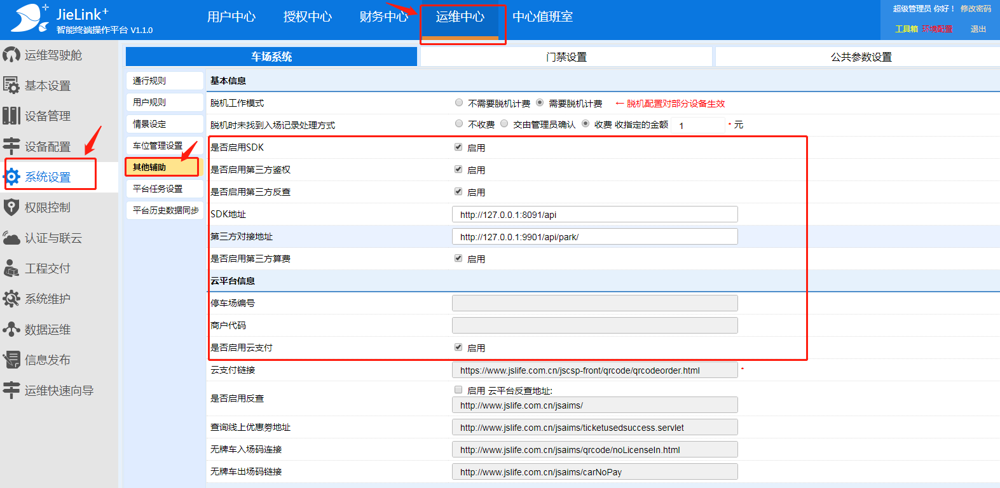 JieLink+
智能终端操作平台 V1.1.0
用户中心 授权中心 财务中心 运维中心 中心值班室
超级管理员 你好！ 修改密码
工具箱 环境配置 退出
运维驾驶舱
基本设置
设备管理
设备配置
系统设置
权限控制
认证与联云
工程交付
系统维护
数据运维
信息发布
运维快速向导
车场系统 门禁设置 公共参数设置
通行规则
用户规则
情景设定
车位管理设置
其他辅助
平台任务设置
平台历史数据同步
基本信息
脱机工作模式 不需要脱机计费 需要脱机计费 ←脱机配置对部分设备生效
脱机时未找到入场记录处理方式 不收费 交由管理员确认 收费 收指定的金额 1 * 元
是否启用SDK 启用
是否启用第三方鉴权 启用
是否启用第三方反查 启用
SDK地址 http://127.0.0.1:8091/api
第三方对接地址 http://127.0.0.1:9901/api/park/
是否启用第三方算费 启用
云平台信息
停车场编号
商户代码
是否启用云支付 启用
云支付链接 https://www.jslife.com.cn/jscsp-front/qrcode/qrcodeorder.html *
是否启用反查 启用 云平台反查地址:
http://www.jslife.com.cn/jsaims/
查询线上优惠劵地址 http://www.jslife.com.cn/jsaims/ticketusedsuccess.servlet
无牌车入场码连接 http://www.jslife.com.cn/jsaims/qrcode/noLicenseIn.html
无牌车出场码链接 http://www.jslife.com.cn/jsaims/carNoPay